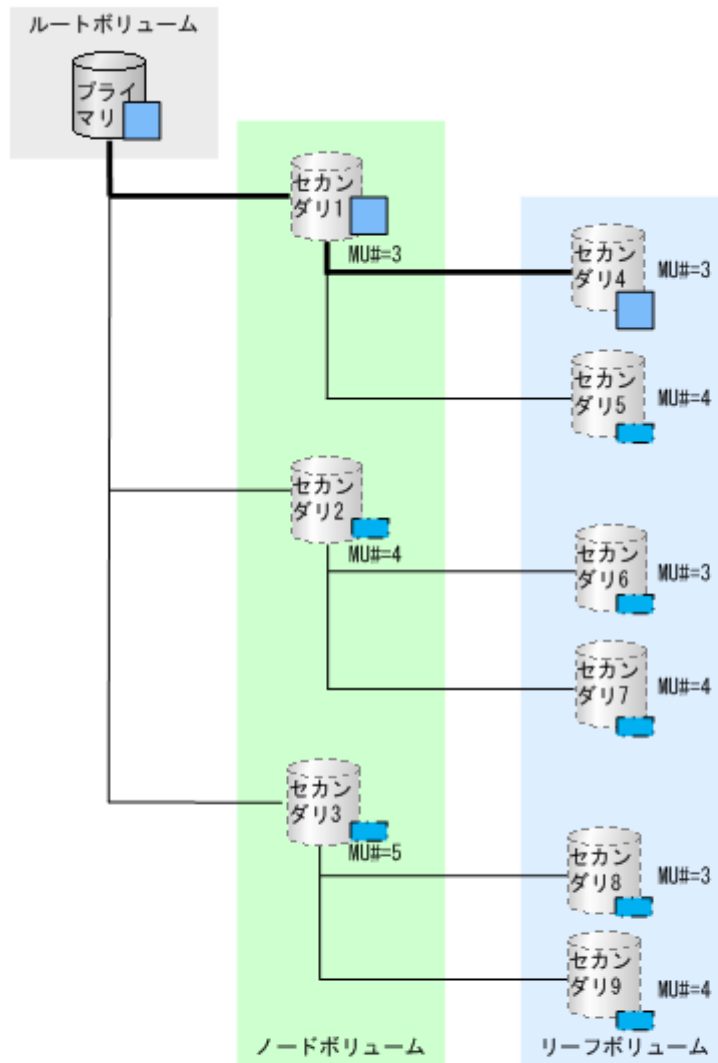 ルートボリューム
プライ
マリ
セカン
ダリ1
MU#=3
セカン
ダリ4
MU#=3
セカン
ダリ5
MU#=4
セカン
ダリ2
MU#=4
セカン
ダリ6
MU#=3
セカン
ダリ7
MU#=4
セカン
ダリ3
MU#=5
セカン
ダリ8
MU#=3
セカン
ダリ9
MU#=4
ノードボリューム
リーフボリューム